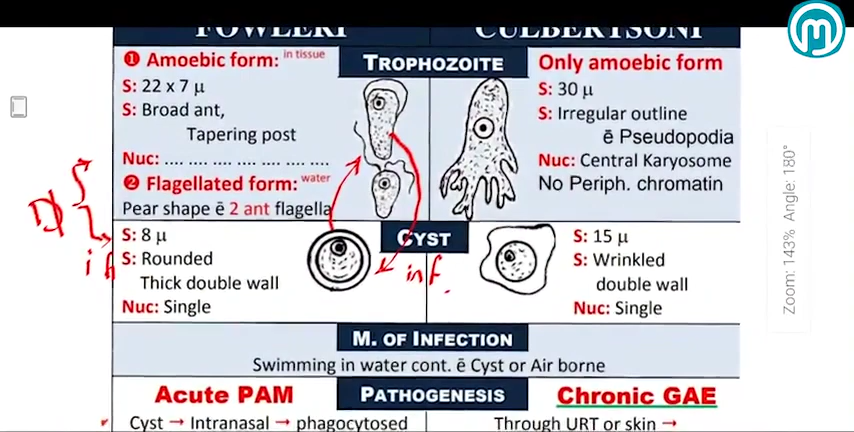 FOWLERI
CULBERTSONI
TROPHOZOITE
❶ Amoebic form: in tissue
S: 22 x 7 μ
S: Broad ant,
Tapering post
Nuc: .... .... .... .... .... ....
❷ Flagellated form: water
Pear shape ē 2 ant flagella
Only amoebic form
S: 30 μ
S: Irregular outline
ē Pseudopodia
Nuc: Central Karyosome
No Periph. chromatin
CYST
S: 8 μ
S: Rounded
Thick double wall
Nuc: Single
inf.
S: 15 μ
S: Wrinkled
double wall
Nuc: Single
M. OF INFECTION
Swimming in water cont. ē Cyst or Air borne
PATHOGENESIS
Acute PAM
Cyst → Intranasal → phagocytosed
Chronic GAE
Through URT or skin →
Zoom: 143% Angle: 180°
m